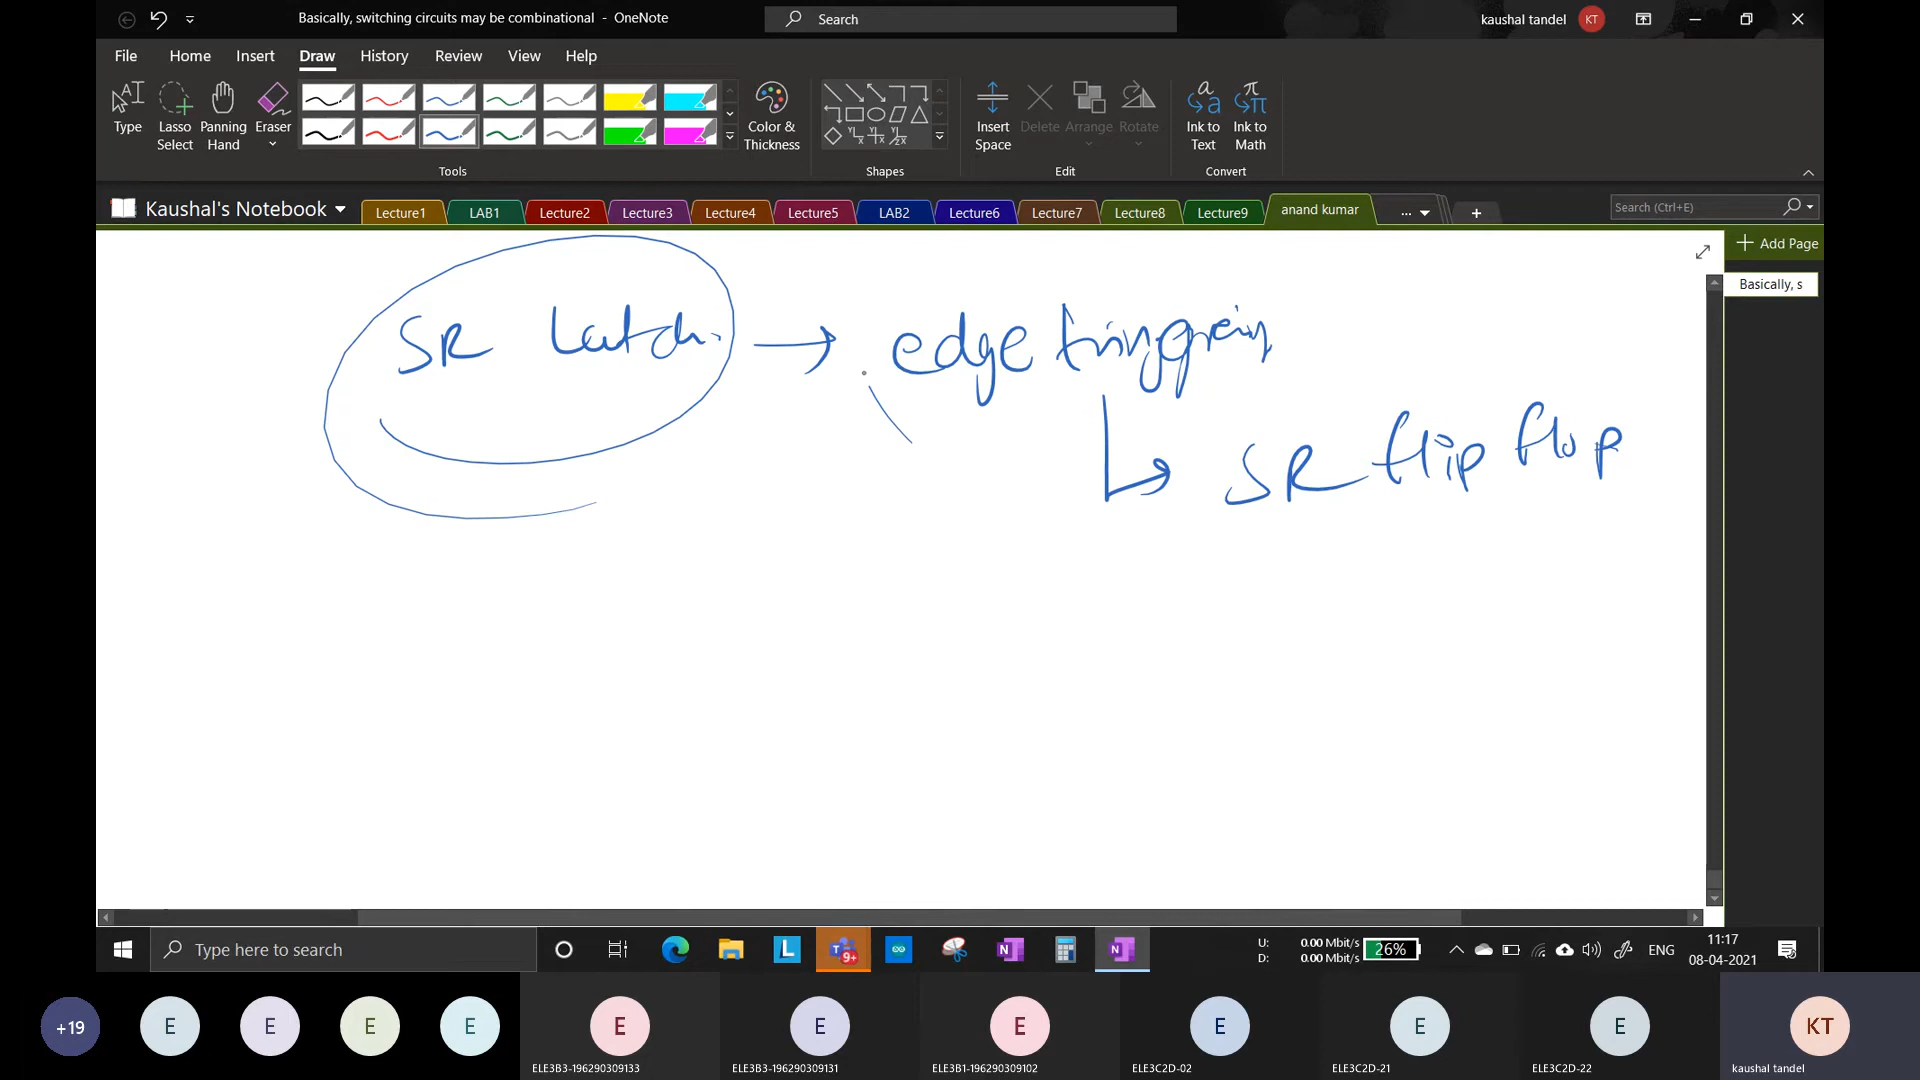 Basically, switching circuits may be combinational - OneNote
Search
kaushal tandel
KT
File Home Insert Draw History Review View Help
Type
Lasso Select
Panning Hand
Eraser
Color & Thickness
Insert Space
Delete
Arrange
Rotate
Ink to Text
Ink to Math
Tools
Shapes
Edit
Convert
Kaushal's Notebook
Lecture1 LAB1 Lecture2 Lecture3 Lecture4 Lecture5 LAB2 Lecture6 Lecture7 Lecture8 Lecture9 anand kumar ... +
Search (Ctrl+E)
Add Page
Basically, s
SR Latch. → edge
SR flip flop
Type here to search
9+
U: 0.00 Mbit/s
D: 0.00 Mbit/s
26%
ENG
11:17
08-04-2021
+19 E E E E E E E E E E KT
ELE3B3-196290309133 ELE3B3-196290309131 ELE3B1-196290309102 ELE3C2D-02 ELE3C2D-21 ELE3C2D-22 kaushal tandel